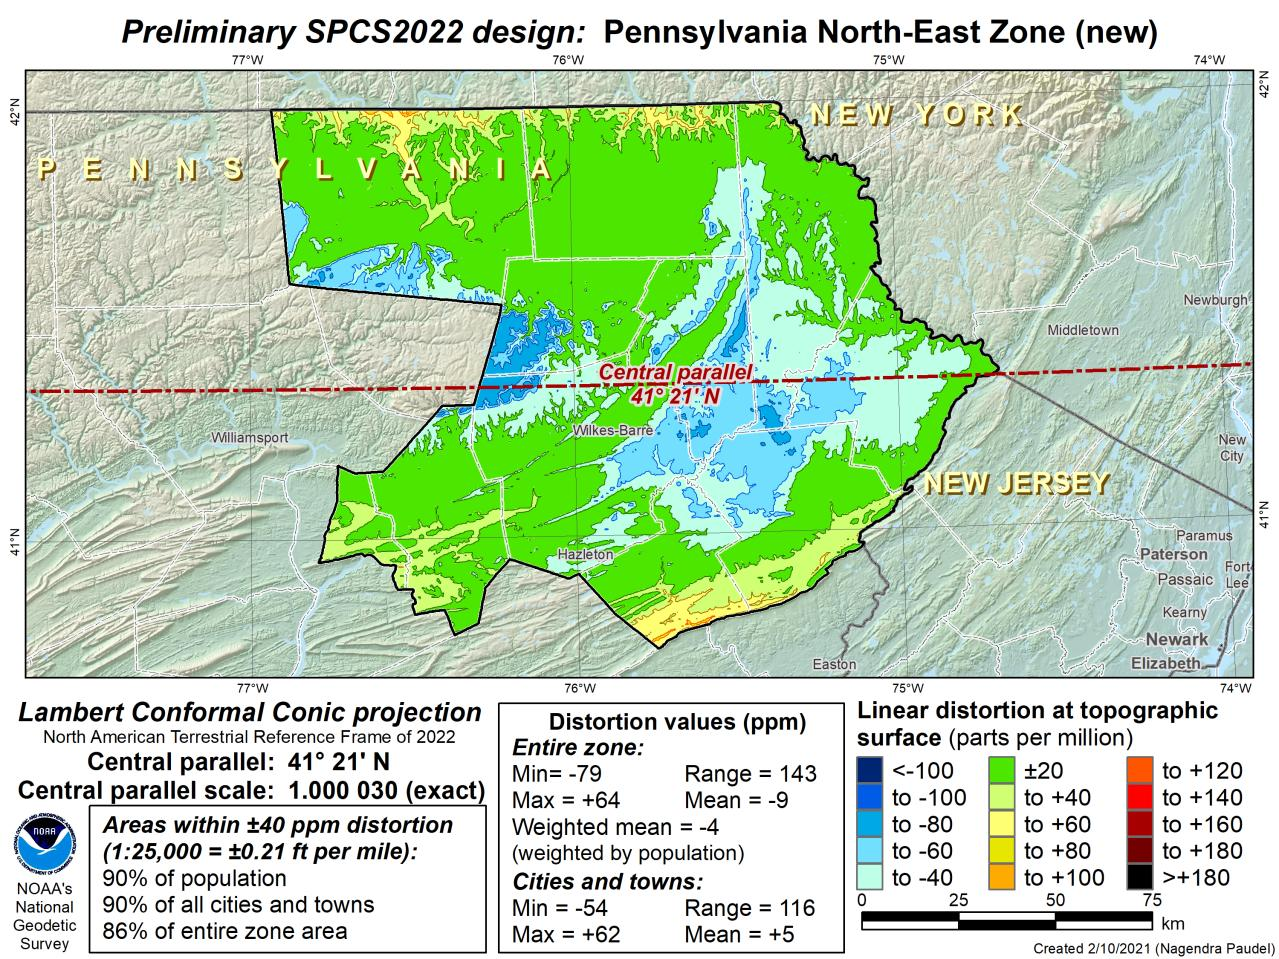 Preliminary SPCS2022 design: Pennsylvania North-East Zone (new)
77°W 76°W 75°W 74°W
42°N 42°N
NEW YORK
PENNSYLVANIA
Newburgh
Middletown
Central parallel
41° 21' N
Wilkes-Barre
Williamsport
New
City
NEW JERSEY
41°N 41°N
Hazleton
Paramus
Paterson
Passaic
Fort
Lee
Kearny
Newark
Easton
Elizabeth
77°W 76°W 75°W 74°W
Lambert Conformal Conic projection
North American Terrestrial Reference Frame of 2022
Central parallel: 41° 21' N
Central parallel scale: 1.000 030 (exact)
NOAA
NOAA's
National
Geodetic
Survey
Areas within ±40 ppm distortion
(1:25,000 = ±0.21 ft per mile):
90% of population
90% of all cities and towns
86% of entire zone area
Distortion values (ppm)
Entire zone:
Min= -79 Range = 143
Max = +64 Mean = -9
Weighted mean = -4
(weighted by population)
Cities and towns:
Min = -54 Range = 116
Max = +62 Mean = +5
Linear distortion at topographic
surface (parts per million)
<-100 ±20 to +120
to -100 to +40 to +140
to -80 to +60 to +160
to -60 to +80 to +180
to -40 to +100 >+180
0 25 50 75
km
Created 2/10/2021 (Nagendra Paudel)